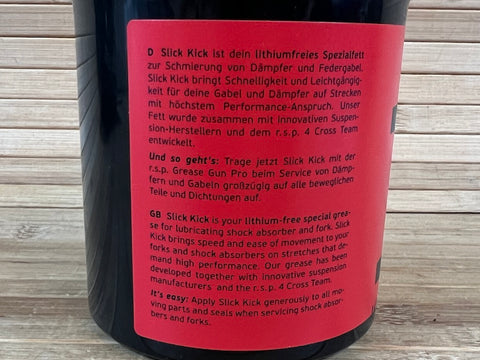 D Slick Kick ist dein lithiumfreies Spezialfett
zur Schmierung von Dämpfer und Federgabel.
Slick Kick bringt Schnelligkeit und Leichtgängig-
keit für deine Gabel und Dämpfer auf Strecken
mit höchstem Performance-Anspruch. Unser
Fett wurde zusammen mit innovativen Suspen-
sion-Herstellern und dem r.s.p. 4 Cross Team
entwickelt.
Und so geht's: Trage jetzt Slick Kick mit der
r.s.p. Grease Gun Pro beim Service von Dämp-
fern und Gabeln großzügig auf alle beweglichen
Teile und Dichtungen auf.
GB Slick Kick is your lithium-free special grea-
se for lubricating shock absorber and fork. Slick
Kick brings speed and ease of movement to your
forks and shock absorbers on stretches that de-
mand high performance. Our grease has been
developed together with innovative suspension
manufacturers and the r.s.p. 4 Cross Team.
It's easy: Apply Slick Kick generously to all mo-
ving parts and seals when servicing shock absor-
bers and forks.